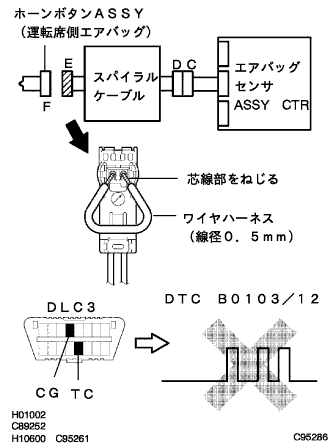 ホーンボタンＡＳＳＹ
（運転席側エアバッグ）
E
F
スパイラル
ケーブル
D C
エアバッグ
センサ
ASSY CTR
芯線部をねじる
ワイヤハーネス
（線径０．５mm）
DLC3
CG TC
DTC B0103／12
H01002
C89252
H10600 C95261
C95286